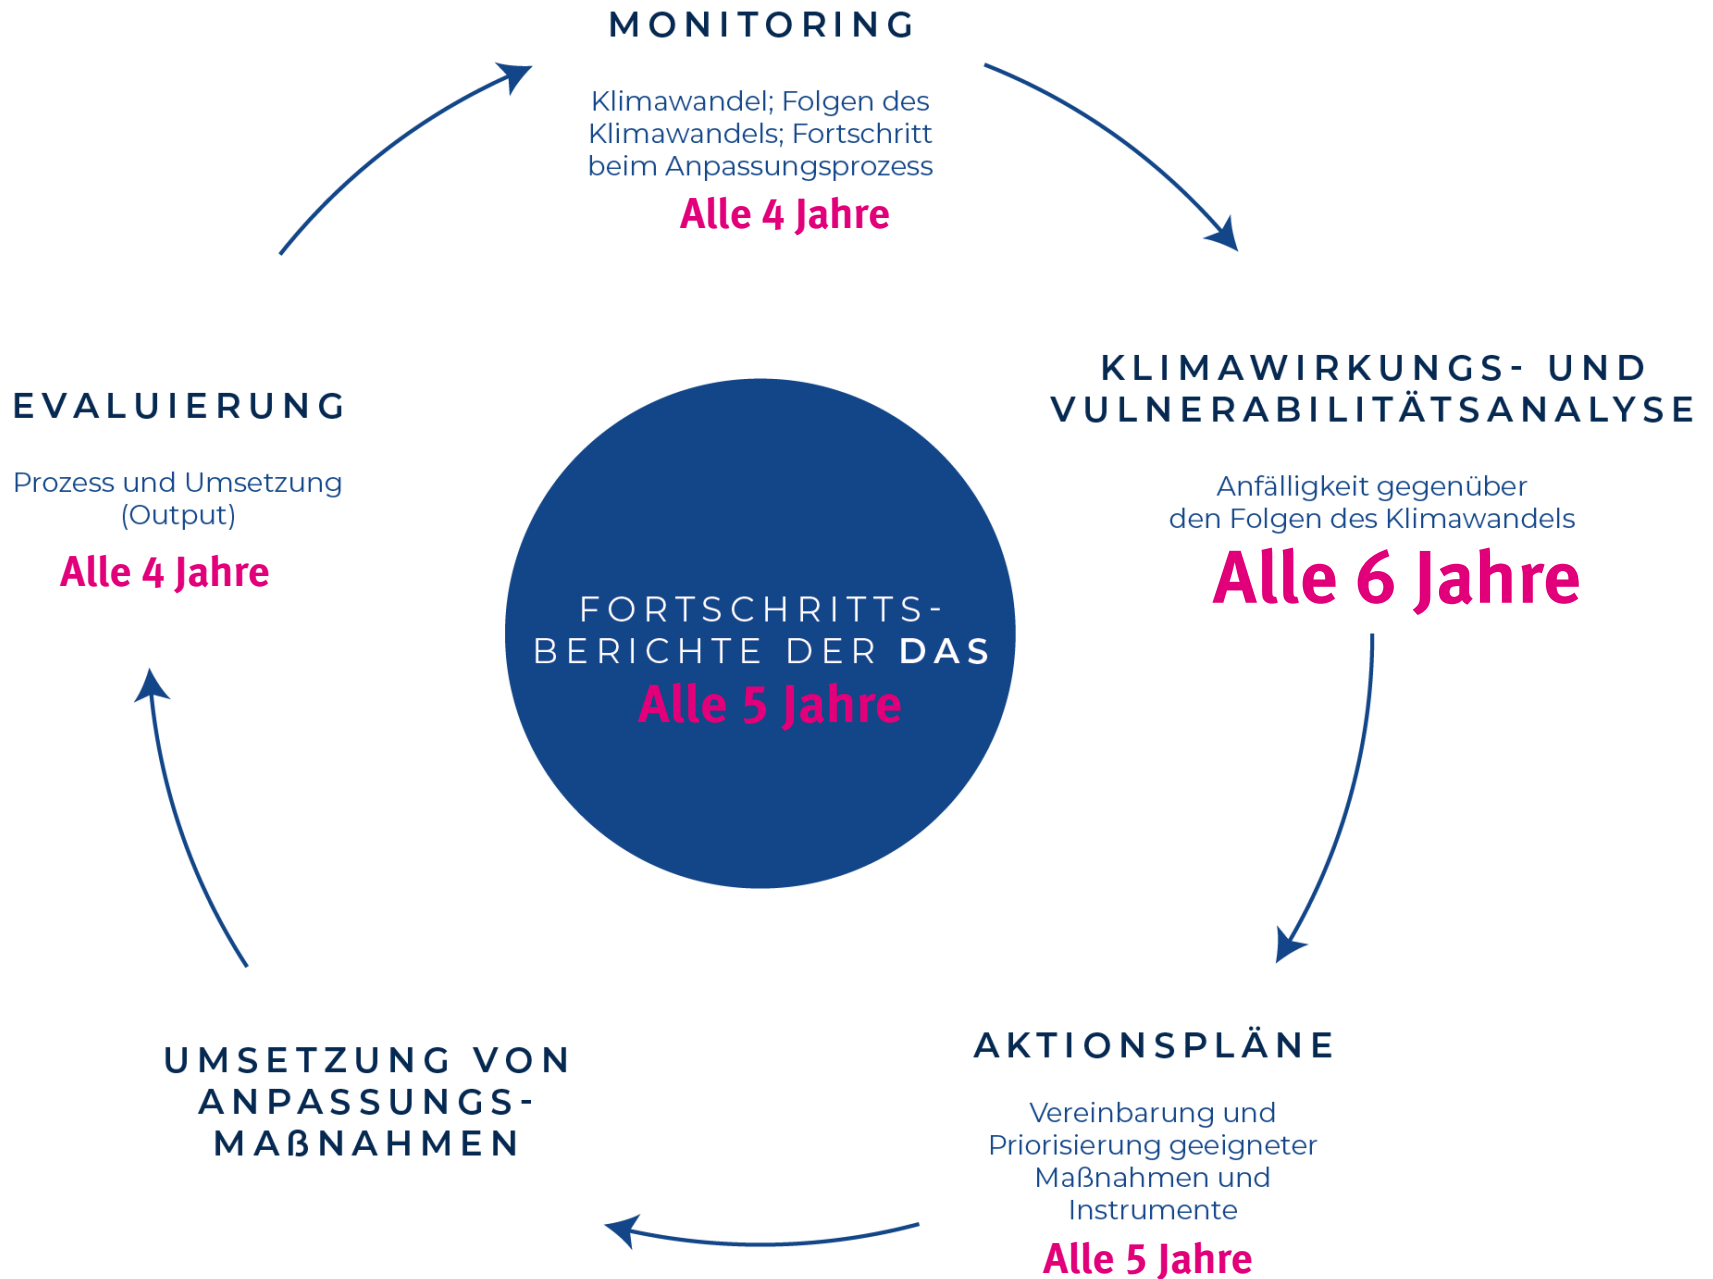 MONITORING
Klimawandel; Folgen des
Klimawandels; Fortschritt
beim Anpassungsprozess
Alle 4 Jahre
KLIMAWIRKUNGS- UND
VULNERABILITÄTSANALYSE
Anfälligkeit gegenüber
den Folgen des Klimawandels
Alle 6 Jahre
AKTIONSPLÄNE
Vereinbarung und
Priorisierung geeigneter
Maßnahmen und
Instrumente
Alle 5 Jahre
UMSETZUNG VON
ANPASSUNGS-
MAßNAHMEN
EVALUIERUNG
Prozess und Umsetzung
(Output)
Alle 4 Jahre
FORTSCHRITTS-
BERICHTE DER DAS
Alle 5 Jahre